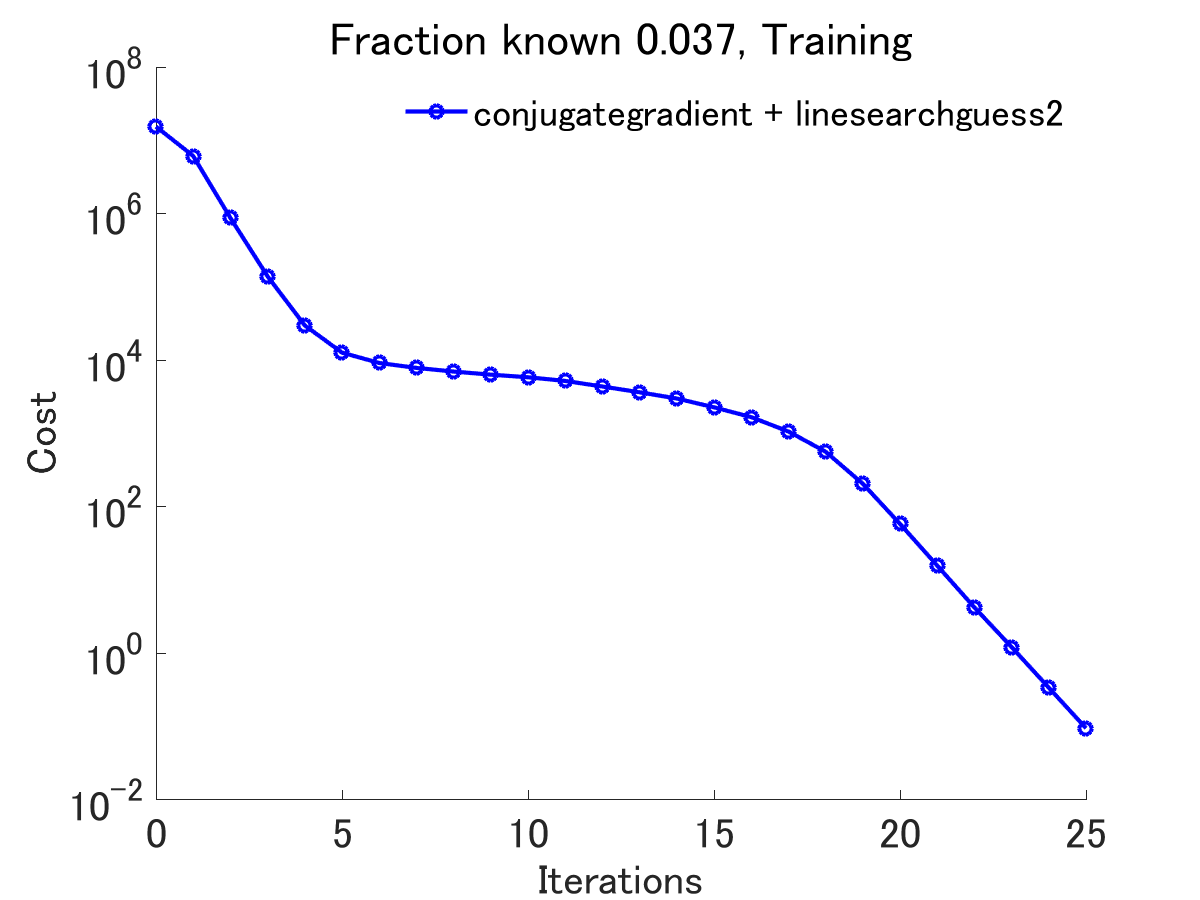 Fraction known 0.037, Training
conjugategradient + linesearchguess2
10^8
10^6
10^4
10^2
10^0
10^-2
Cost
0 5 10 15 20 25
Iterations